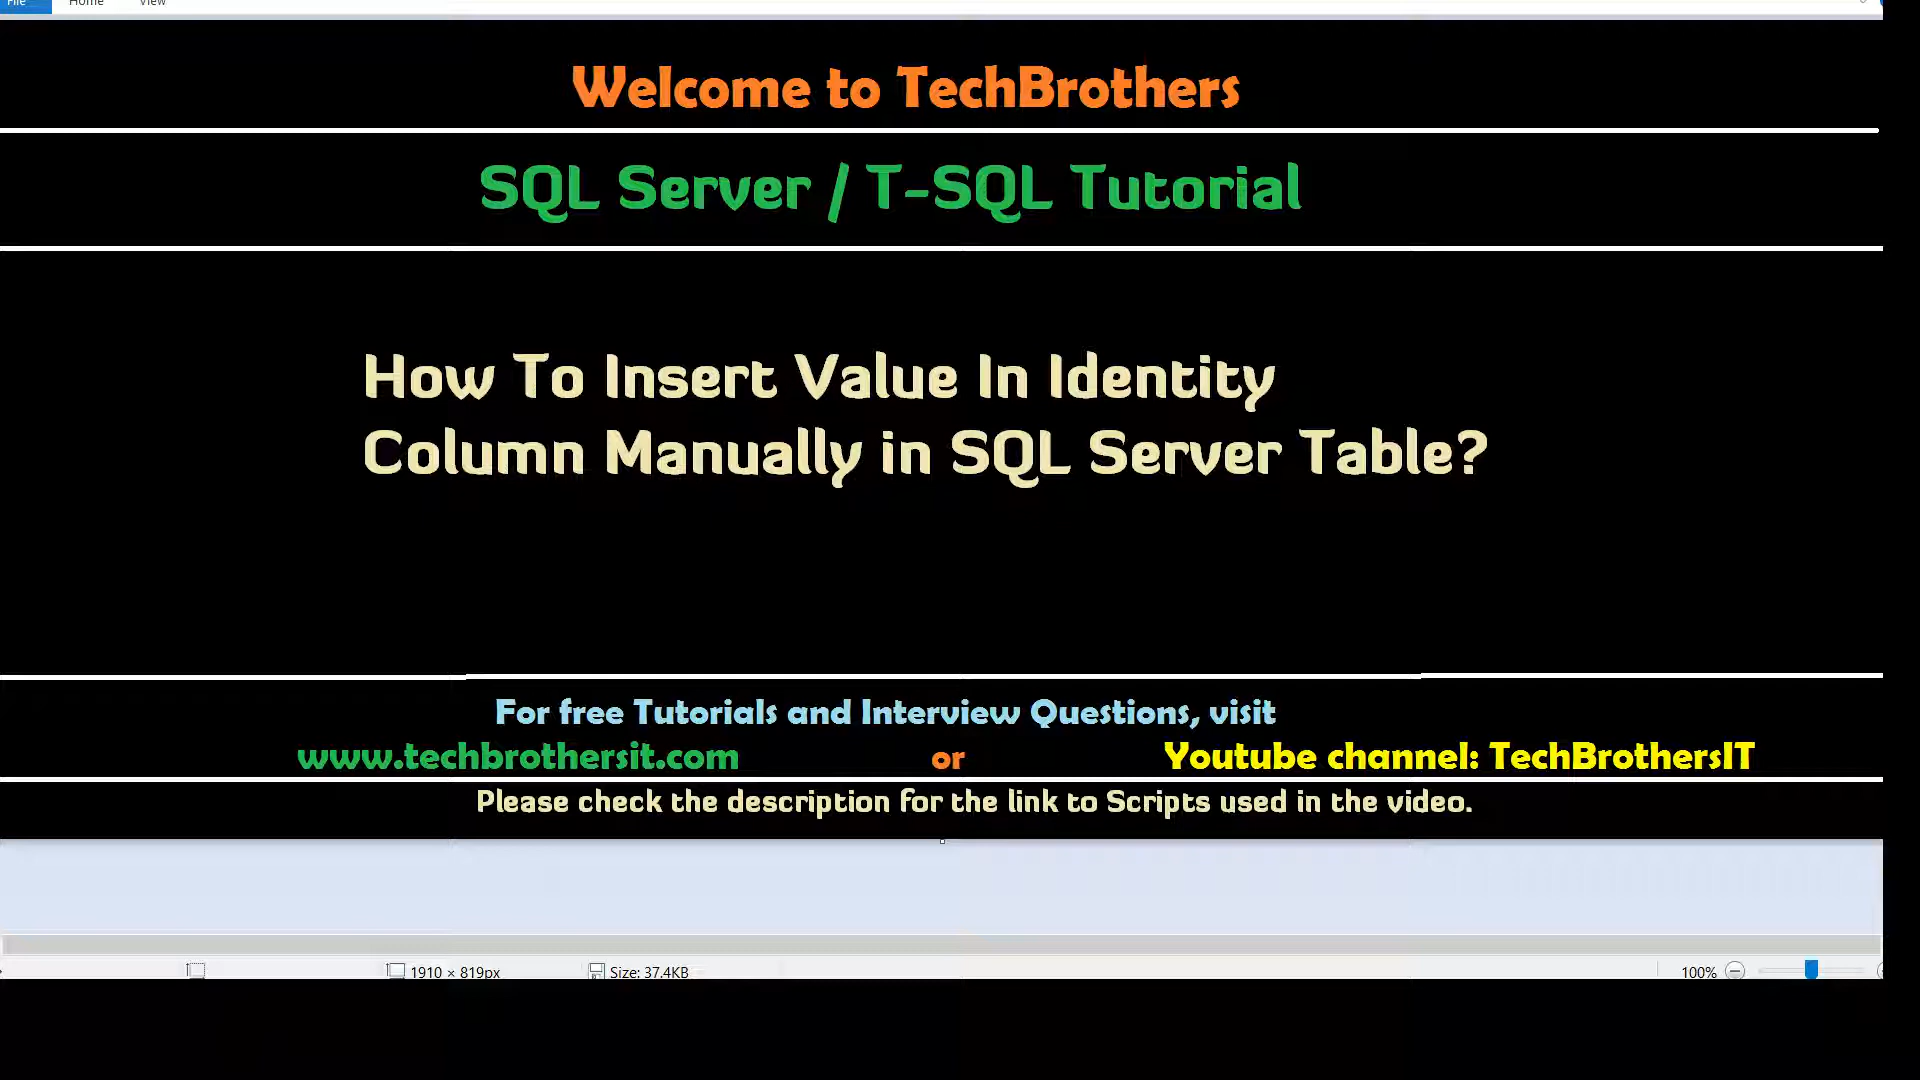 File Home View
Welcome to TechBrothers
SQL Server / T-SQL Tutorial
How To Insert Value In Identity
Column Manually in SQL Server Table?
For free Tutorials and Interview Questions, visit
www.techbrothersit.com or Youtube channel: TechBrothersIT
Please check the description for the link to Scripts used in the video.
1910 × 819px Size: 37.4KB 100%